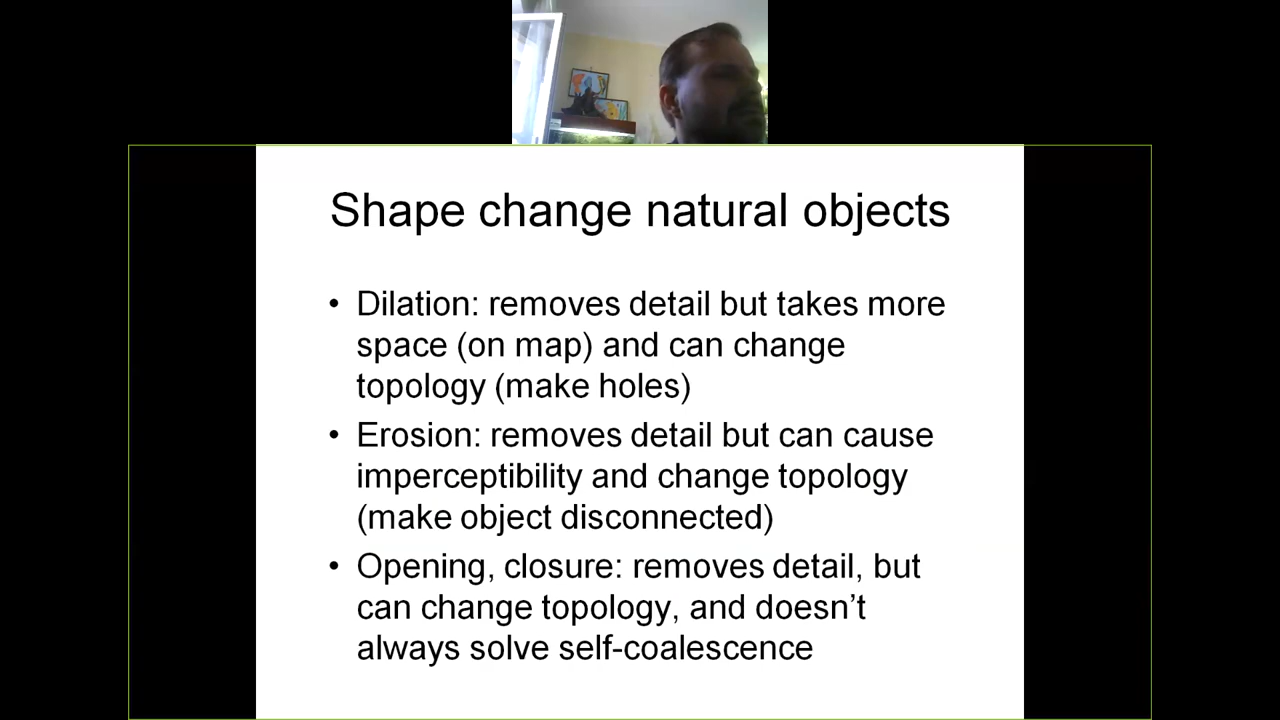 Shape change natural objects
• Dilation: removes detail but takes more
space (on map) and can change
topology (make holes)
• Erosion: removes detail but can cause
imperceptibility and change topology
(make object disconnected)
• Opening, closure: removes detail, but
can change topology, and doesn’t
always solve self-coalescence